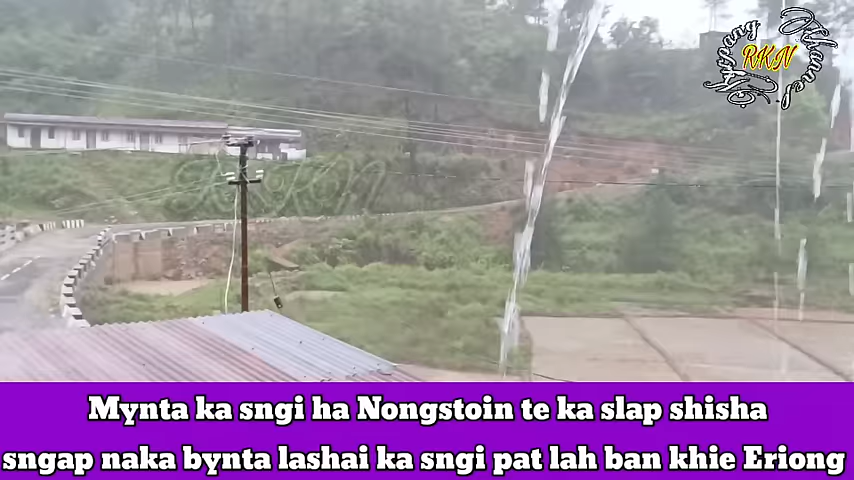 RKN
Mynta ka sngi ha Nongstoin te ka slap shisha
sngap naka bynta lashai ka sngi pat lah ban khie Eriong